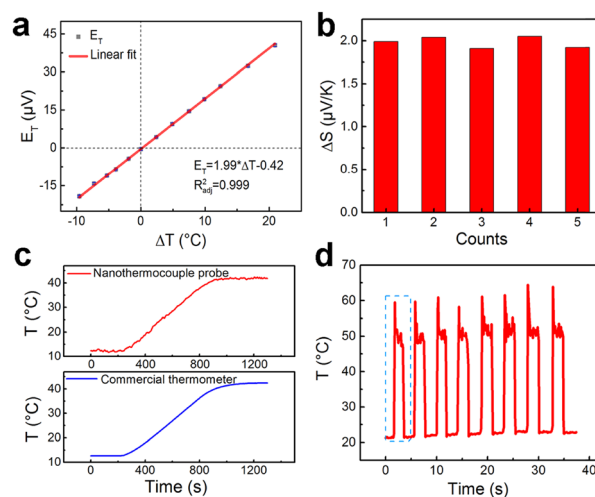 a
E_T
Linear fit
45
30
15
0
-15
E_T (μV)
E_T=1.99*ΔT-0.42
R²adj=0.999
-10 0 10 20
ΔT (°C)
b
2.0
1.5
1.0
0.5
0.0
ΔS (μV/K)
1 2 3 4 5
Counts
c
Nanothermocouple probe
40
30
20
10
T (°C)
Commercial thermometer
40
30
20
10
T (°C)
0 400 800 1200
Time (s)
d
70
60
50
40
30
20
T (°C)
0 10 20 30 40
Time (s)